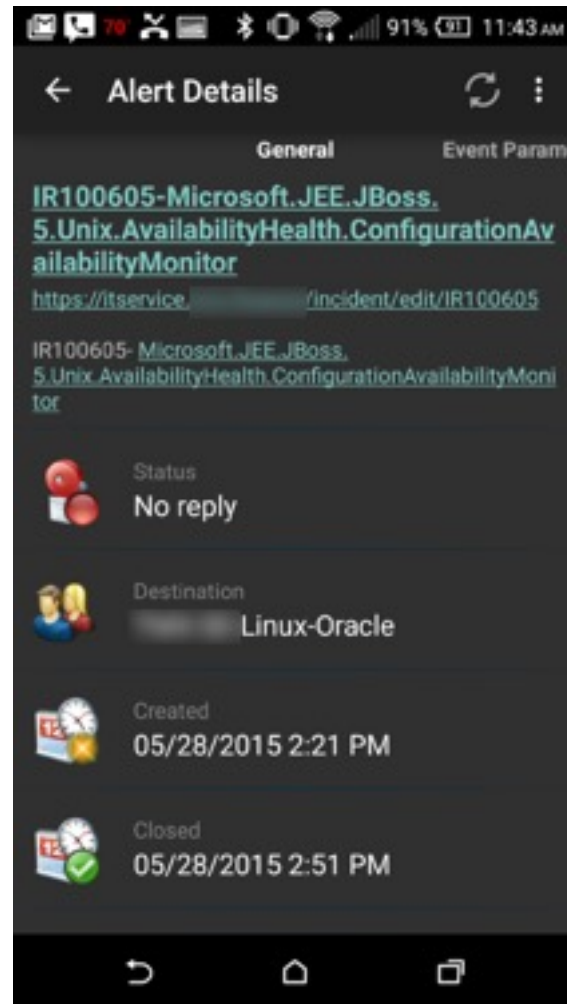 70° 91% 91 11:43 AM
Alert Details
General Event Param
IR100605-Microsoft.JEE.JBoss.
5.Unix.AvailabilityHealth.ConfigurationAv
ailabilityMonitor
https://itservice. /incident/edit/IR100605
IR100605- Microsoft.JEE.JBoss.
5.Unix.AvailabilityHealth.ConfigurationAvailabilityMoni
tor
Status
No reply
Destination
Linux-Oracle
Created
05/28/2015 2:21 PM
Closed
05/28/2015 2:51 PM